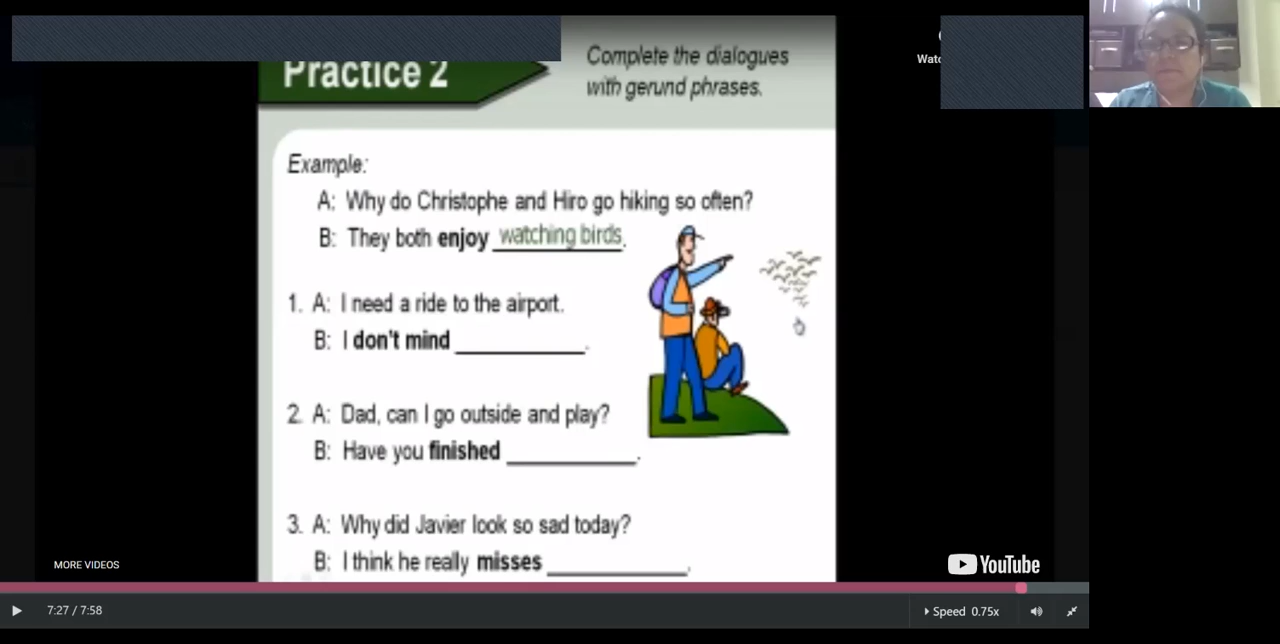 Practice 2
Complete the dialogues
with gerund phrases.
Example:
A: Why do Christophe and Hiro go hiking so often?
B: They both enjoy watching birds.
1. A: I need a ride to the airport.
B: I don't mind ____________.
2. A: Dad, can I go outside and play?
B: Have you finished ____________.
3. A: Why did Javier look so sad today?
B: I think he really misses ____________.
MORE VIDEOS
YouTube
7:27 / 7:58
Speed 0.75x